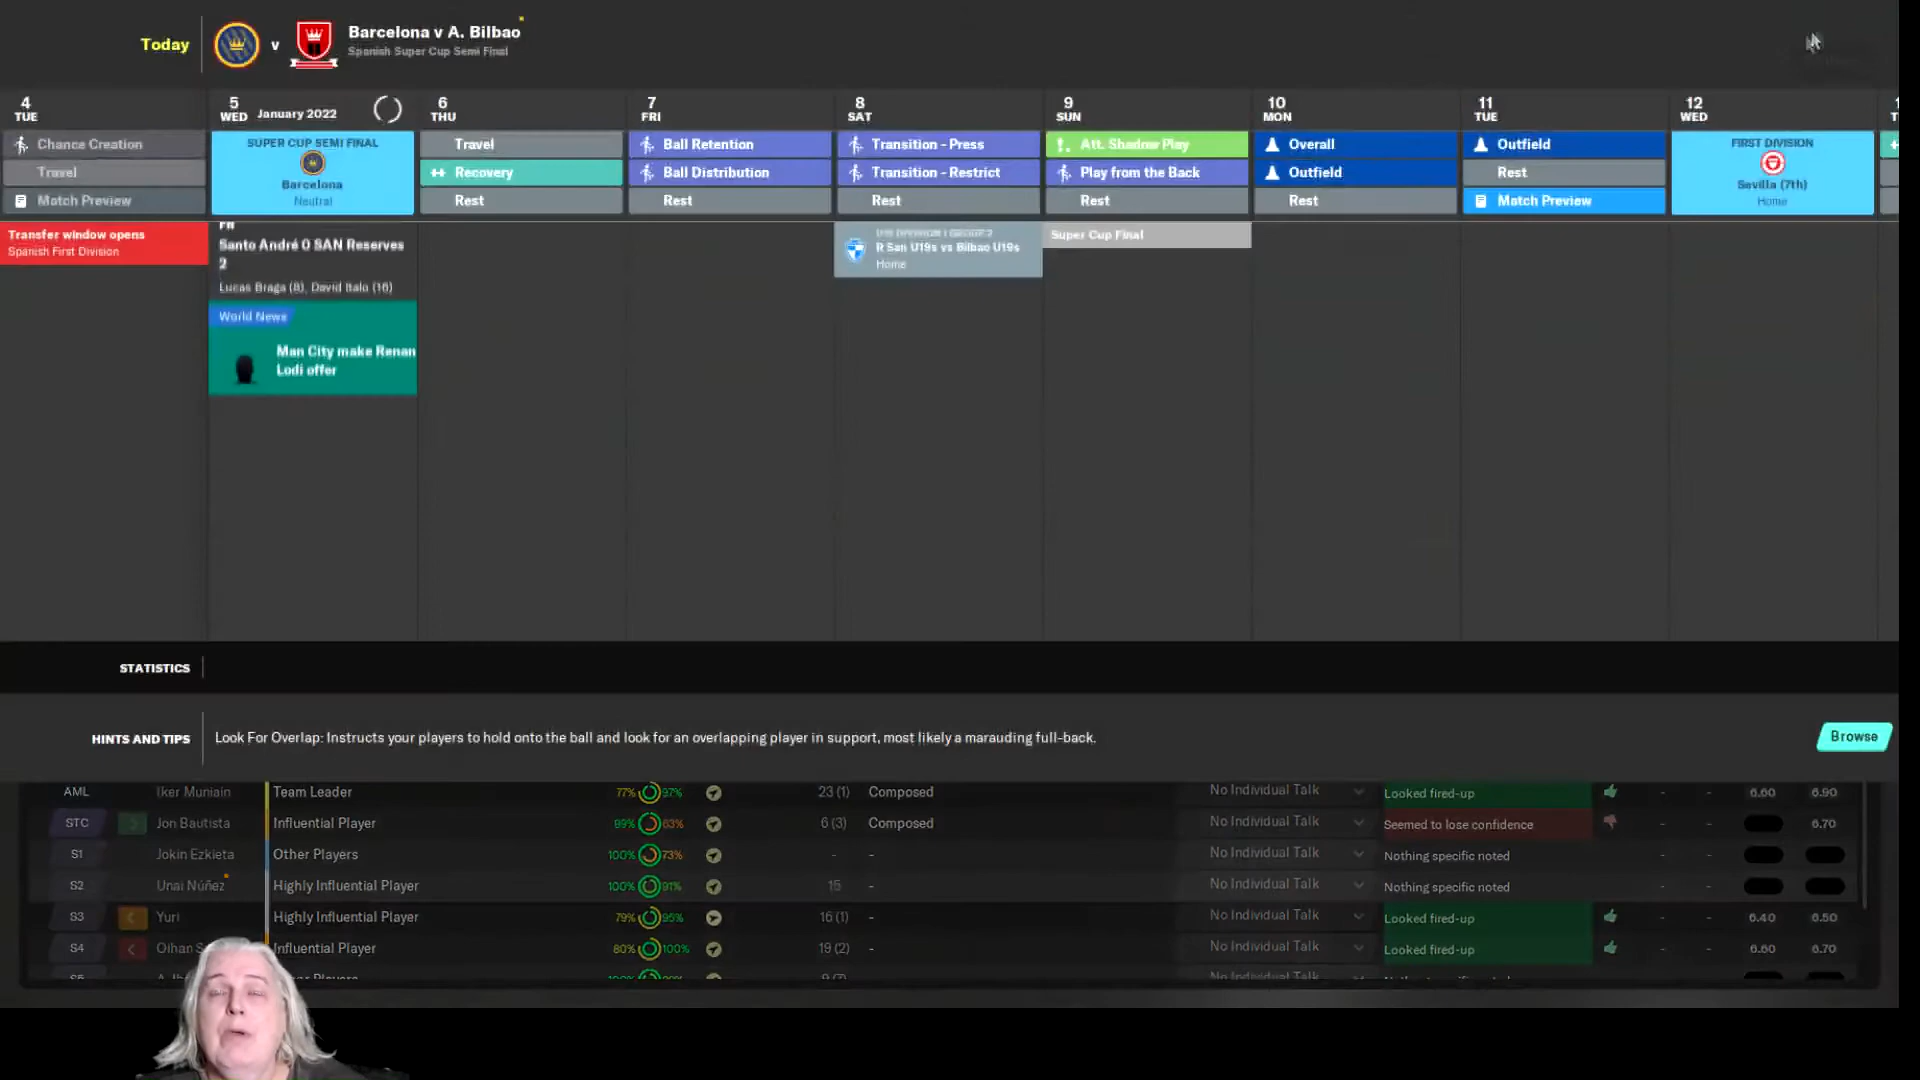 Today
v
Barcelona v A. Bilbao
Spanish Super Cup Semi Final
4
TUE
5
WED January 2022
6
THU
7
FRI
8
SAT
9
SUN
10
MON
11
TUE
12
WED
Chance Creation
Travel
Match Preview
SUPER CUP SEMI FINAL
Barcelona
Neutral
Travel
Recovery
Rest
Ball Retention
Ball Distribution
Rest
Transition - Press
Transition - Restrict
Rest
Att. Shadow Play
Play from the Back
Rest
Overall
Outfield
Rest
Outfield
Rest
Match Preview
FIRST DIVISION
Sevilla (7th)
Home
Transfer window opens
Spanish First Division
Santo André 0 SAN Reserves
2
Lucas Braga (8), David Italo (16)
World News
Man City make Renan
Lodi offer
R San U19s vs Bilbao U19s
Home
Super Cup Final
STATISTICS
HINTS AND TIPS
Look For Overlap: Instructs your players to hold onto the ball and look for an overlapping player in support, most likely a marauding full-back.
Browse
AML Iker Muniain Team Leader 77% 97% 23 (1) Composed No Individual Talk Looked fired-up - - 6.60 6.90
STC Jon Bautista Influential Player 89% 63% 6 (3) Composed No Individual Talk Seemed to lose confidence - - 6.70
S1 Jokin Ezkieta Other Players 100% 73% - - No Individual Talk Nothing specific noted - -
S2 Unai Núñez Highly Influential Player 100% 91% 15 - No Individual Talk Nothing specific noted - -
S3 Yuri Highly Influential Player 79% 95% 16 (1) - No Individual Talk Looked fired-up - - 6.40 6.50
S4 Oihan Influential Player 80% 100% 19 (2) - No Individual Talk Looked fired-up - - 6.60 6.70